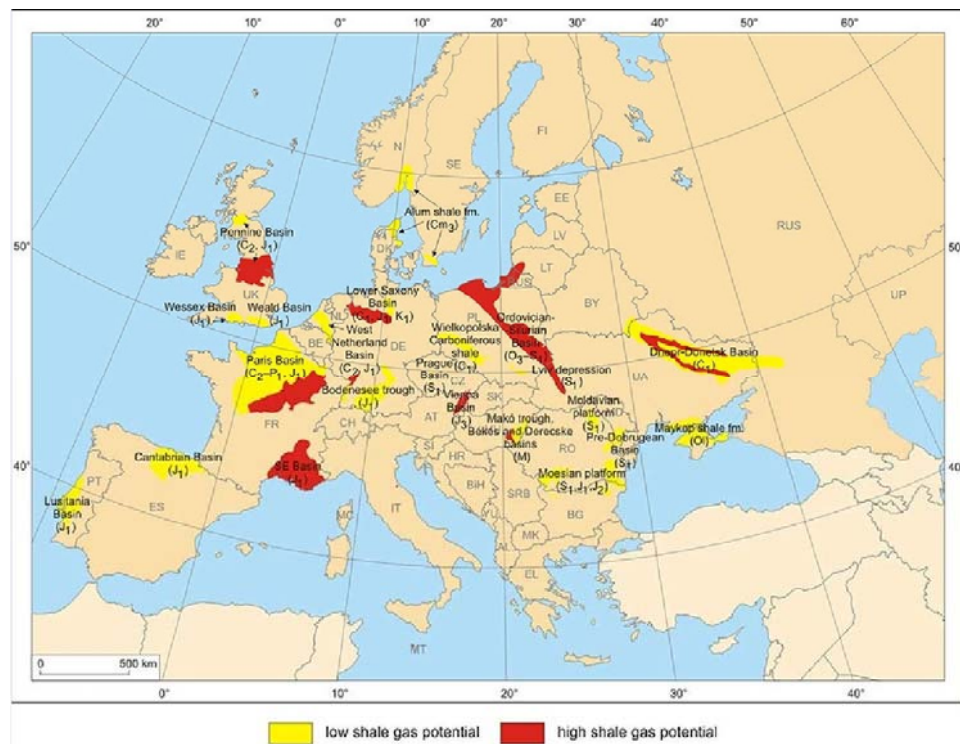 20° 10° 0° 10° 20° 30° 40° 50° 60°
N
FI
SE
RUS
EE
Alum shale fm.
(Cm3)
LV
50°
50°
Pennine Basin
(C2, J1)
IE
DK
LT
RUS
UP
UK
Lower Saxony
Basin
(C1, J1, K1)
BY
Wessex Basin
(J1)
Weald Basin
(J1)
NL
PL
Ordovician-
Silurian
Basin
(O3–S1)
West
Netherland
Basin
(C2, J1)
BE
DE
Wielkopolska
Carboniferous
shale
(C1)
Dnepr-Donetsk Basin
(C1)
Paris Basin
(C2–P1, J1)
Prague
Basin
(S1)
CZ
Lviv depression
(S1)
UA
Bodenesee trough
(J1)
Vienna
Basin
(J3)
SK
Moldavian
platform
(S1)
MD
Maykop shale fm.
(Ol)
FR
CH
AT
Makó trough,
Békés and Derecske
basins
(M)
Pre-Dobrugean
Basin
(S1)
40°
40°
Cantabrian Basin
(J1)
SE Basin
(J1)
SI
HR
RO
PT
Lusitania
Basin
(J1)
ES
BiH
SRB
Moesian platform
(S1, J1, J2)
MC
IT
BG
MK
AL
EL
MT
0 500 km
0° 10° 20° 30° 40°
low shale gas potential
high shale gas potential